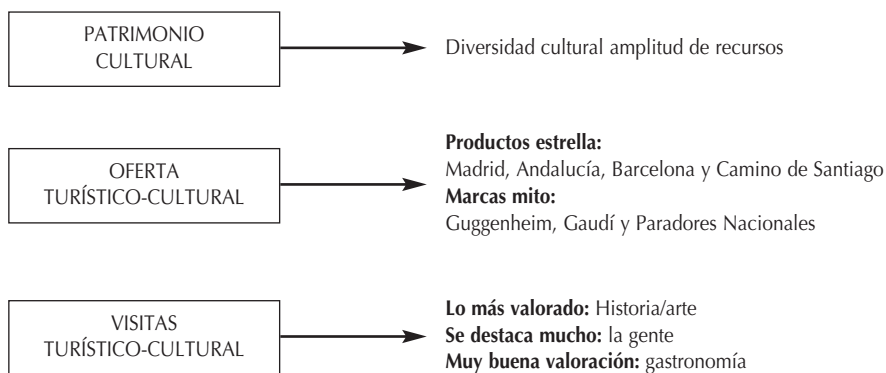 PATRIMONIO
CULTURAL
Diversidad cultural amplitud de recursos
OFERTA
TURÍSTICO-CULTURAL
Productos estrella:
Madrid, Andalucía, Barcelona y Camino de Santiago
Marcas mito:
Guggenheim, Gaudí y Paradores Nacionales
VISITAS
TURÍSTICO-CULTURAL
Lo más valorado: Historia/arte
Se destaca mucho: la gente
Muy buena valoración: gastronomía